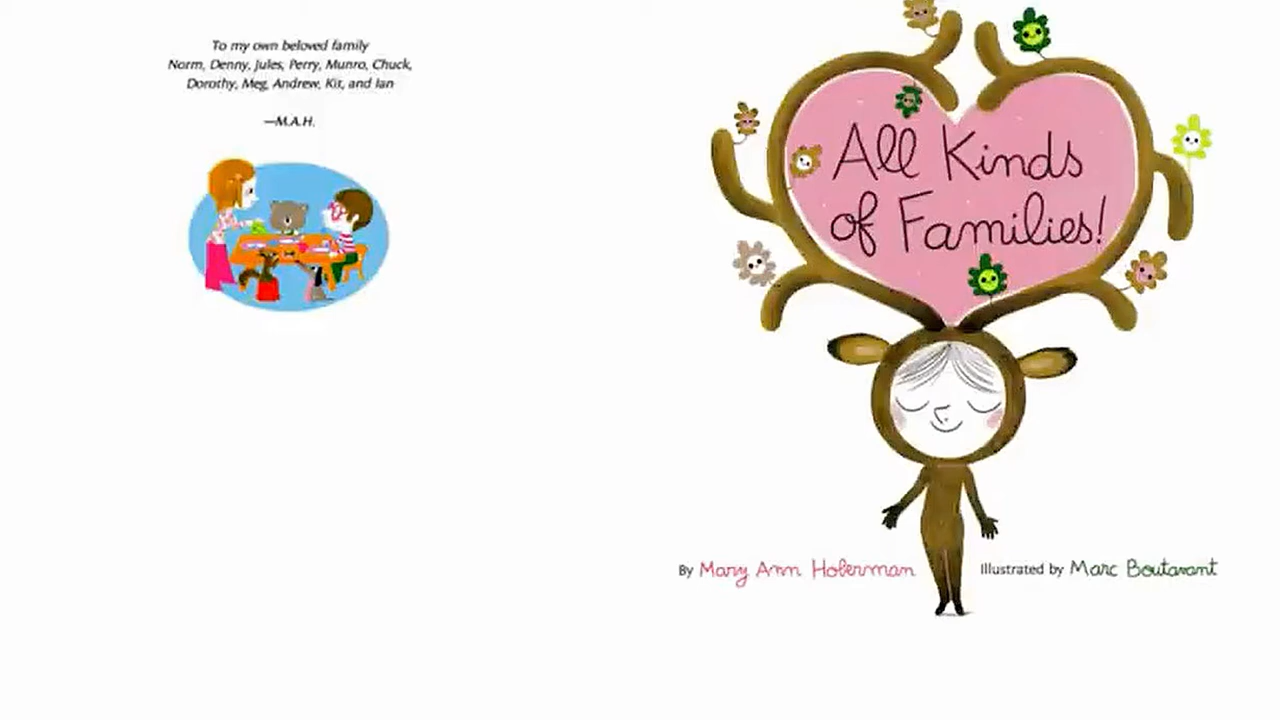 To my own beloved family
Norm, Denny, Jules, Perry, Munro, Chuck,
Dorothy, Meg, Andrew, Kit, and Ian
—M.A.H.
All Kinds
of Families!
By Mary Ann Hoberman
Illustrated by Marc Boutavant